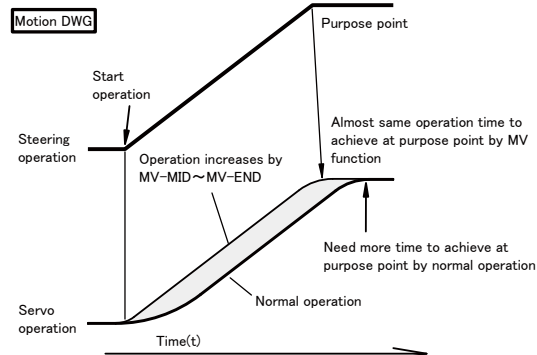 Motion DWG
Purpose point
Start
operation
Almost same operation time to
achieve at purpose point by MV
function
Steering
operation
Operation increases by
MV-MID～MV-END
Need more time to achieve at
purpose point by normal operation
Normal operation
Servo
operation
Time(t)